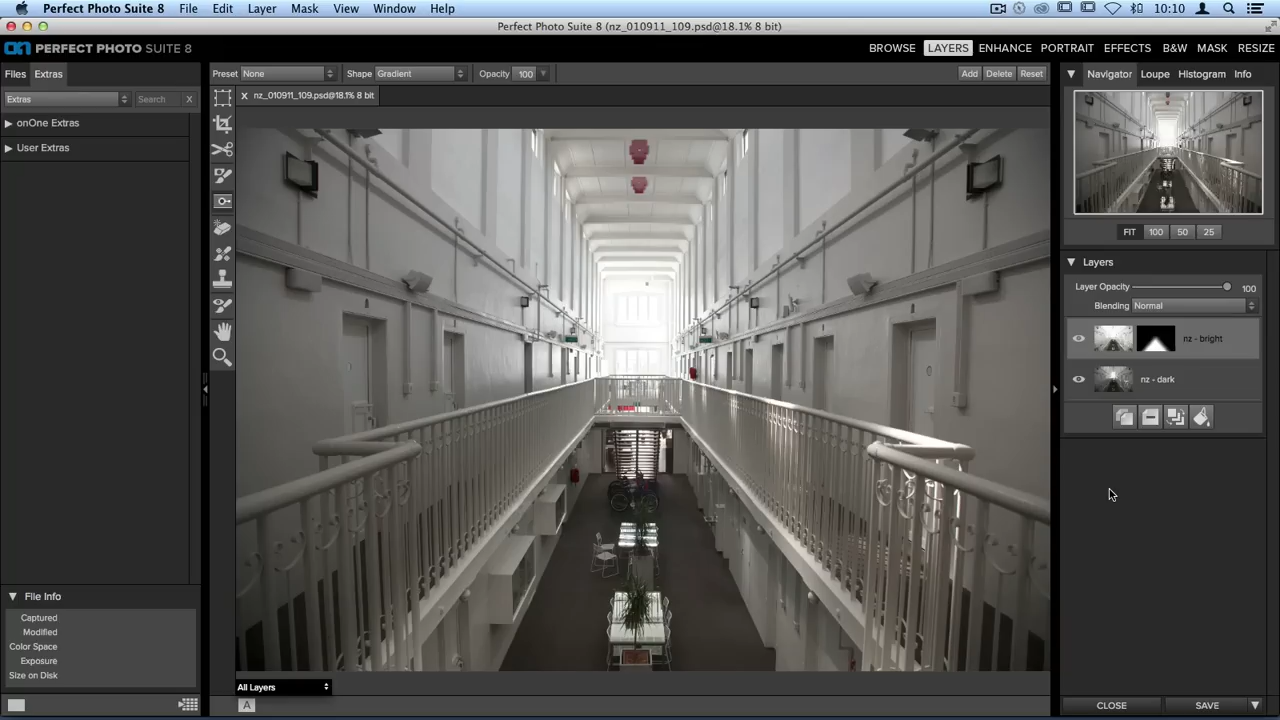 Perfect Photo Suite 8 File Edit Layer Mask View Window Help 10:10
Perfect Photo Suite 8 (nz_010911_109.psd@18.1% 8 bit)
on PERFECT PHOTO SUITE 8 BROWSE LAYERS ENHANCE PORTRAIT EFFECTS B&W MASK RESIZE
Files Extras Preset None Shape Gradient Opacity 100 Add Delete Reset Navigator Loupe Histogram Info
Extras Search X X nz_010911_109.psd@18.1% 8 bit
onOne Extras
User Extras
FIT 100 50 25
Layers
Layer Opacity 100
Blending Normal
nz - bright
nz - dark
File Info
Captured
Modified
Color Space
Exposure
Size on Disk
All Layers
A CLOSE SAVE